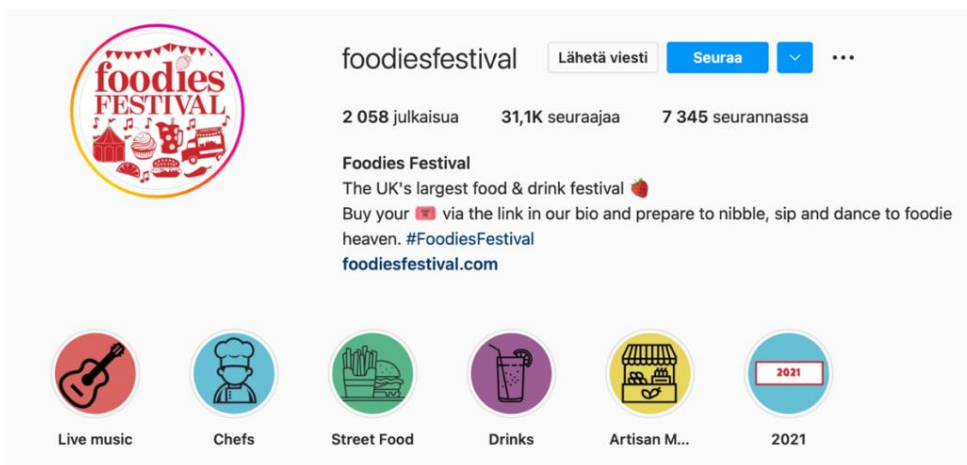 foodies
FESTIVAL
foodiesfestival Lähetä viesti Seuraa
2 058 julkaisua 31,1K seuraajaa 7 345 seurannassa
Foodies Festival
The UK's largest food & drink festival 🍓
Buy your 🎟️ via the link in our bio and prepare to nibble, sip and dance to foodie
heaven. #FoodiesFestival
foodiesfestival.com
2021
Live music Chefs Street Food Drinks Artisan M... 2021